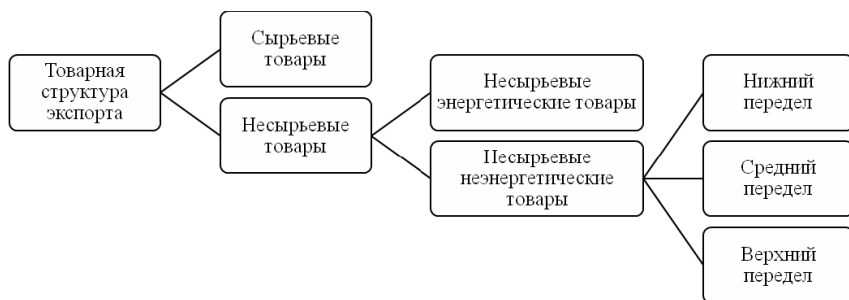 Товарная
структура
экспорта
Сырьевые
товары
Несырьевые
товары
Несырьевые
энергетические товары
Несырьевые
неэнергетические
товары
Нижний
передел
Средний
передел
Верхний
передел